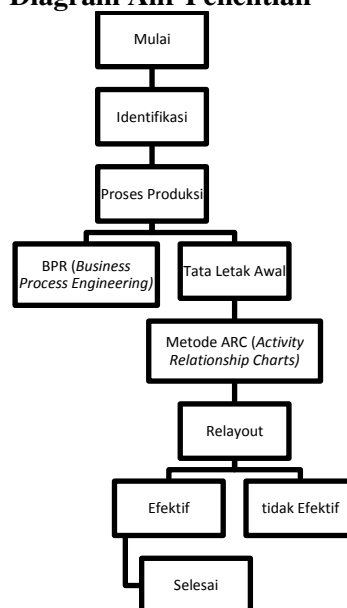 Diagram Alir Penelitian
Mulai
Identifikasi
Proses Produksi
BPR (Business
Process Engineering)
Tata Letak Awal
Metode ARC (Activity
Relationship Charts)
Relayout
Efektif
tidak Efektif
Selesai